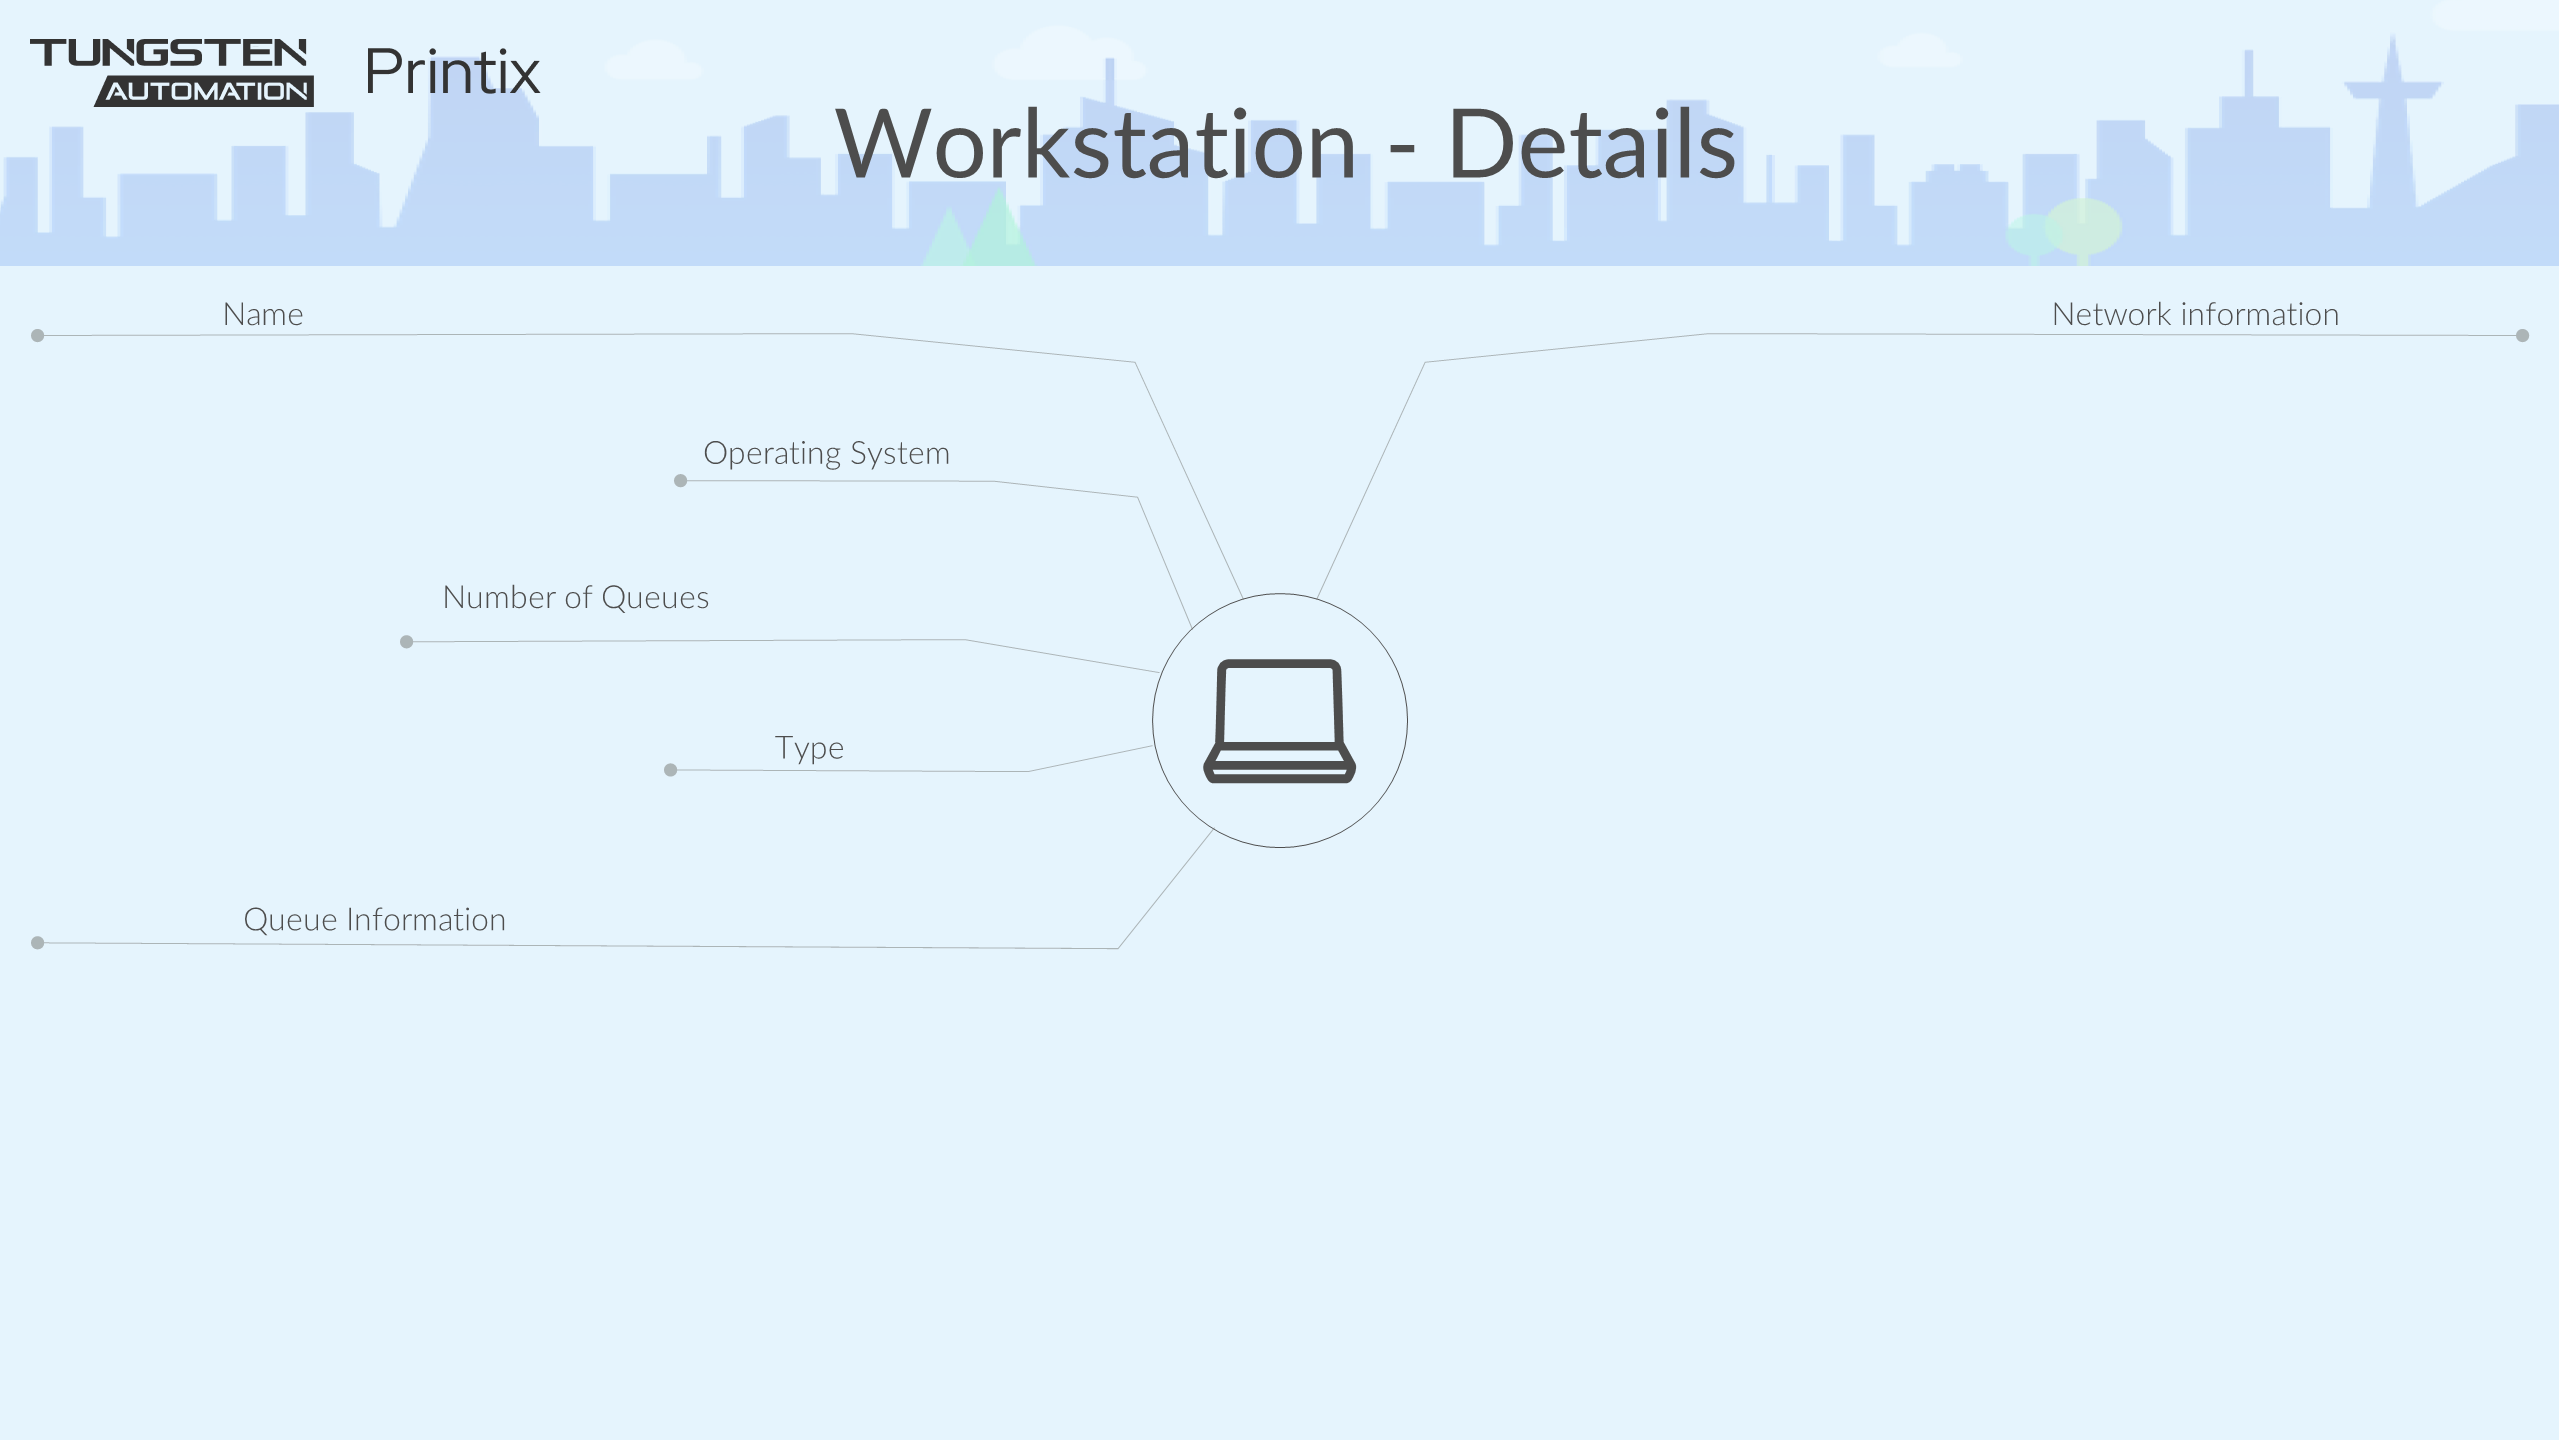 TUNGSTEN
AUTOMATION
Printix
Workstation - Details
Name
Network information
Operating System
Number of Queues
Type
Queue Information